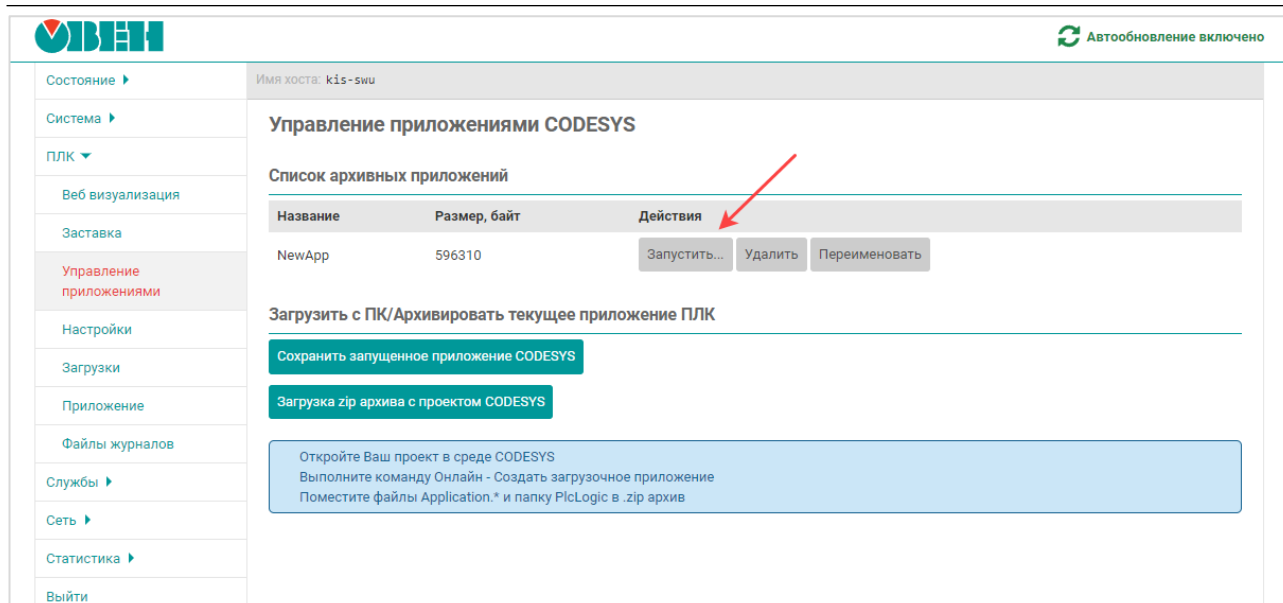 ОВЕН
Автообновление включено
Состояние
Система
ПЛК
Веб визуализация
Заставка
Управление
приложениями
Настройки
Загрузки
Приложение
Файлы журналов
Службы
Сеть
Статистика
Выйти
Имя хоста: kis-swu
Управление приложениями CODESYS
Список архивных приложений
Название Размер, байт Действия
NewApp 596310 Запустить... Удалить Переименовать
Загрузить с ПК/Архивировать текущее приложение ПЛК
Сохранить запущенное приложение CODESYS
Загрузка zip архива с проектом CODESYS
Откройте Ваш проект в среде CODESYS
Выполните команду Онлайн - Создать загрузочное приложение
Поместите файлы Application.* и папку PlcLogic в .zip архив